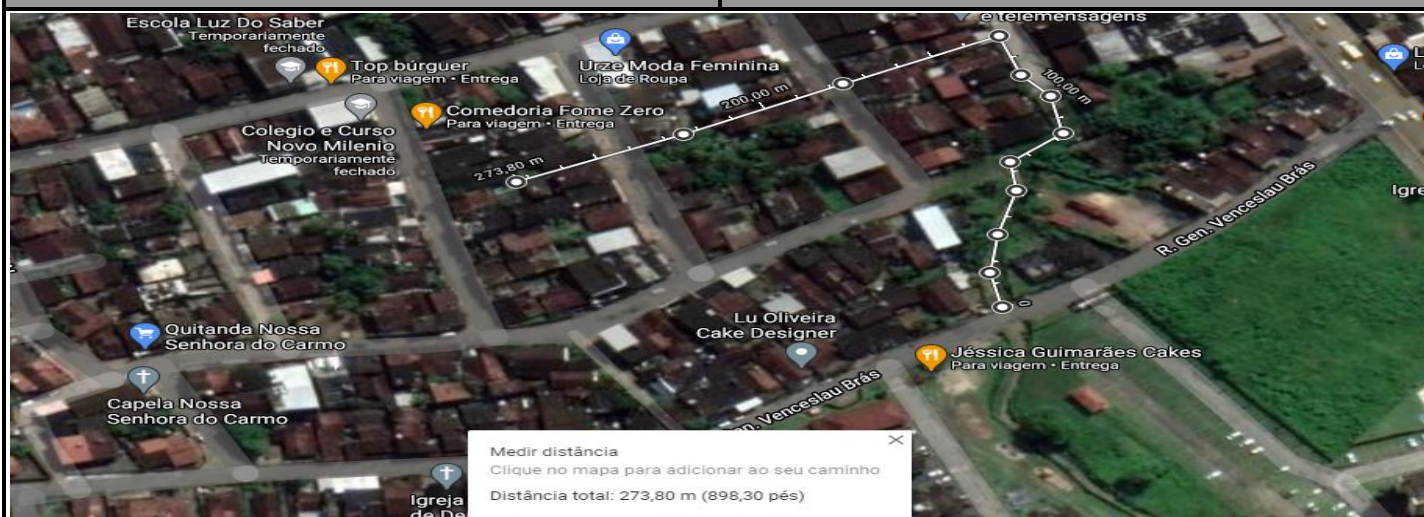 Escola Luz Do Saber
Temporariamente
fechado
e telemensagens
Top búrguer
Para viagem • Entrega
Urze Moda Feminina
Loja de Roupa
100,00 m
200,00 m
Comedoria Fome Zero
Para viagem • Entrega
Colegio e Curso
Novo Milenio
Temporariamente
fechado
273,80 m
R. Gen. Venceslau Brás
0
Lu Oliveira
Cake Designer
Quitanda Nossa
Senhora do Carmo
Jéssica Guimarães Cakes
Para viagem • Entrega
Capela Nossa
Senhora do Carmo
Venceslau Brás
Igreja
Medir distância
Clique no mapa para adicionar ao seu caminho
Distância total: 273,80 m (898,30 pés)